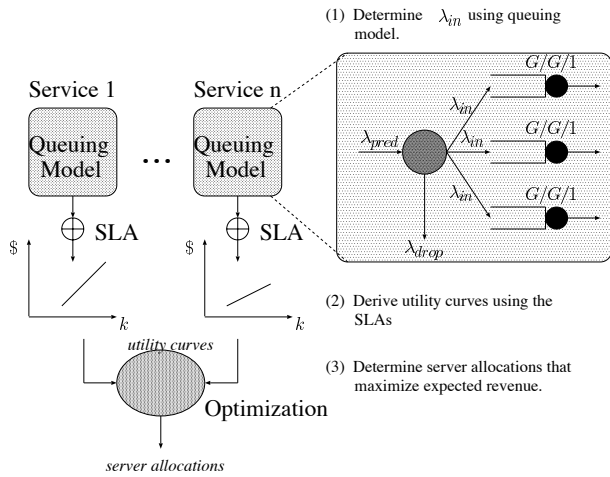 (1) Determine λin using queuing
model.
Service 1
Service n
Queuing
Model
...
Queuing
Model
SLA
SLA
$
k
$
k
utility curves
Optimization
server allocations
G/G/1
G/G/1
G/G/1
λpred
λin
λin
λin
λdrop
(2) Derive utility curves using the
SLAs
(3) Determine server allocations that
maximize expected revenue.